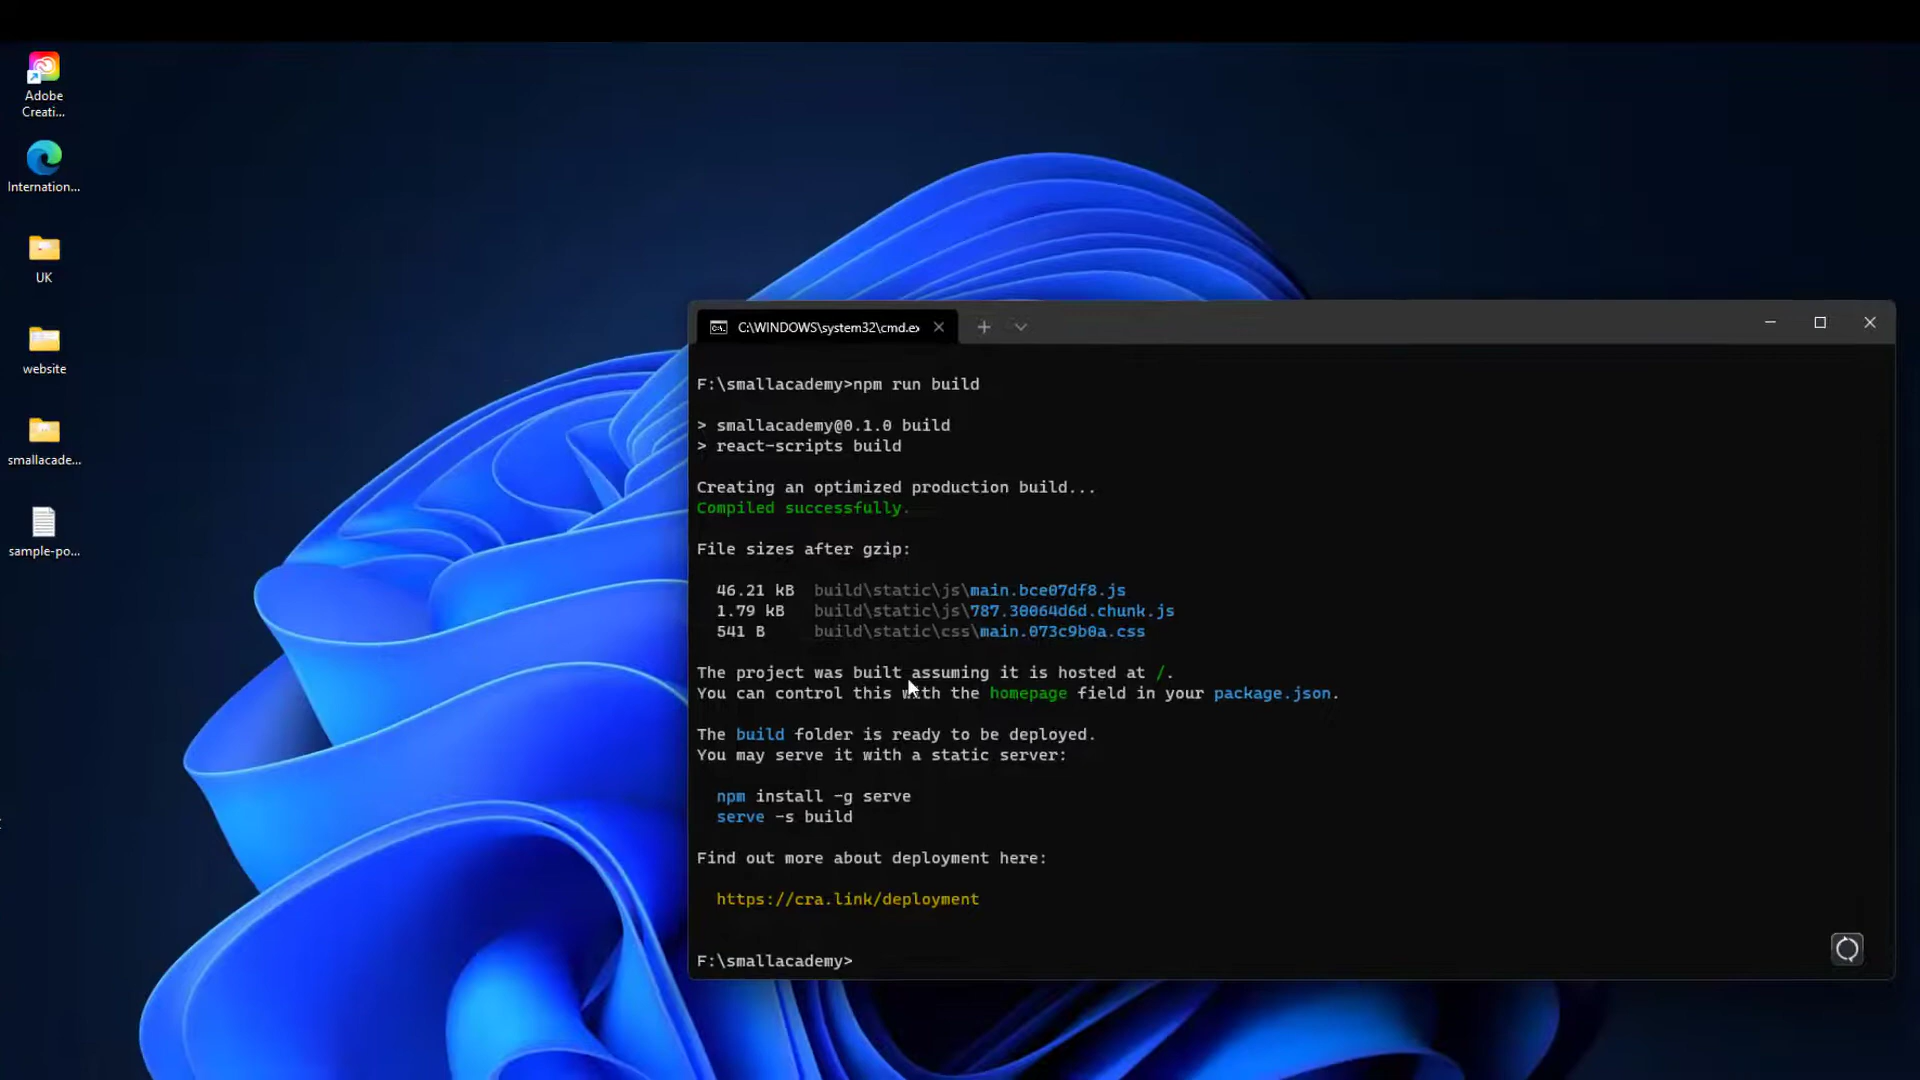 Adobe
Creati...
Internation...
UK
website
smallacade...
sample-po...
C:\WINDOWS\system32\cmd.ex
F:\smallacademy>npm run build
> smallacademy@0.1.0 build
> react-scripts build
Creating an optimized production build...
Compiled successfully.
File sizes after gzip:
46.21 kB build\static\js\main.bce07df8.js
1.79 kB build\static\js\787.30064d6d.chunk.js
541 B build\static\css\main.073c9b0a.css
The project was built assuming it is hosted at /.
You can control this with the homepage field in your package.json.
The build folder is ready to be deployed.
You may serve it with a static server:
npm install -g serve
serve -s build
Find out more about deployment here:
https://cra.link/deployment
F:\smallacademy>